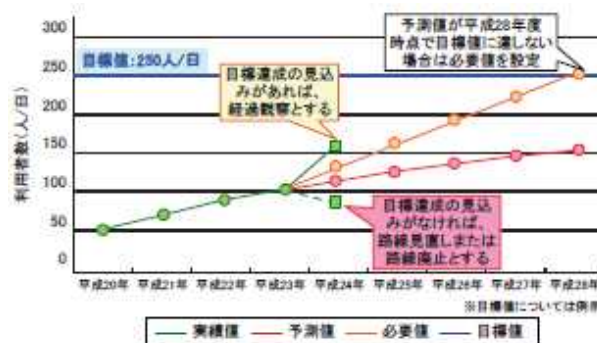 予測値が平成28年度
時点で目標値に達しない
場合は必要値を設定
目標値:250人/日
目標達成の見込
みがあれば、
経過観察とする
利用者数(人/日)
300
250
200
150
100
50
0
目標達成の見込
みがなければ、
路線見直しまたは
路線廃止とする
平成20年 平成21年 平成22年 平成23年 平成24年 平成25年 平成26年 平成27年 平成28年
※目標値については例示
実績値 予測値 必要値 目標値